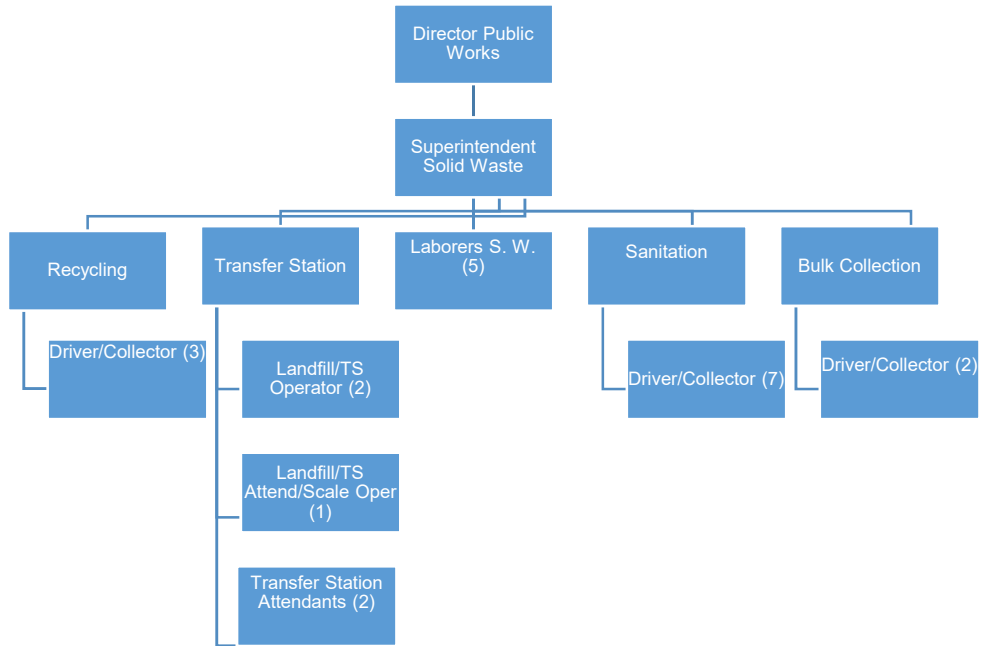 Director Public
Works
Superintendent
Solid Waste
Recycling
Transfer Station
Laborers S. W.
(5)
Sanitation
Bulk Collection
Driver/Collector (3)
Landfill/TS
Operator (2)
Driver/Collector (7)
Driver/Collector (2)
Landfill/TS
Attend/Scale Oper
(1)
Transfer Station
Attendants (2)